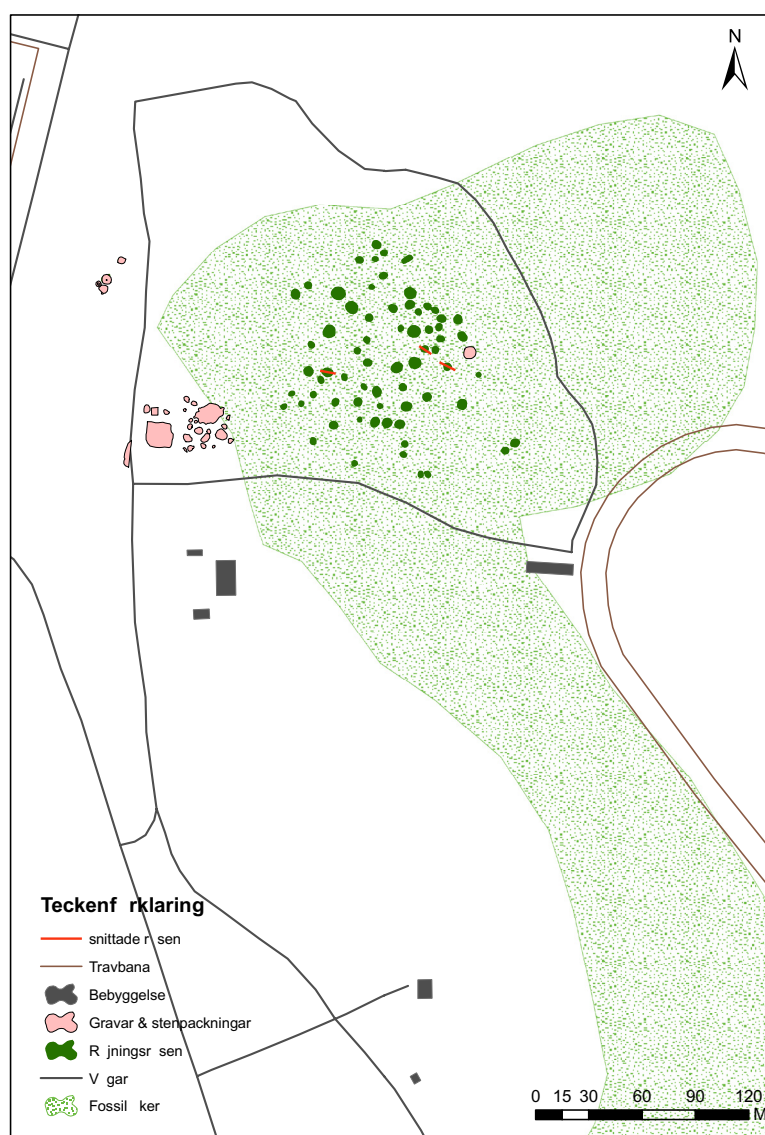 N
Teckenf rklaring
snittade r sen
Travbana
Bebyggelse
Gravar & stenpackningar
R jningsr sen
V gar
Fossil ker
0 15 30 60 90 120
M